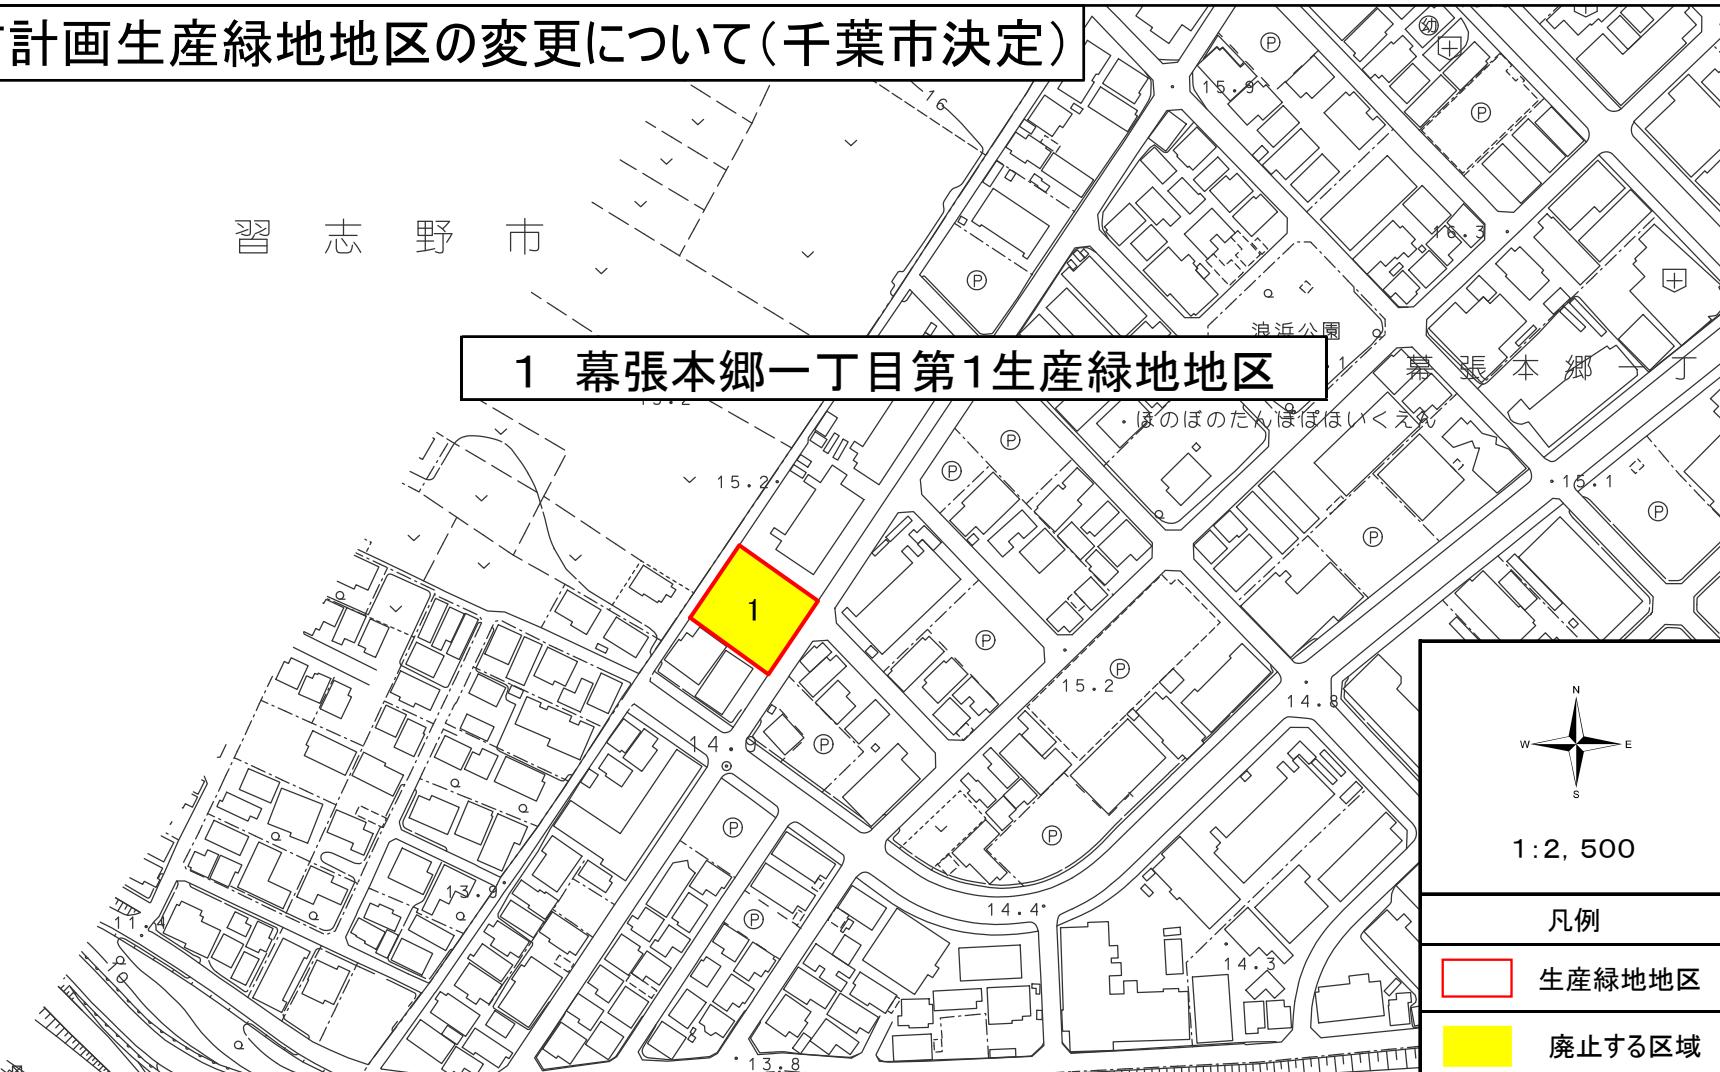 計画生産緑地地区の変更について(千葉市決定)
16
15.9
習志野市
16.3
浪浜公園
1 幕張本郷一丁目第1生産緑地地区
幕張本郷一丁
ほのぼのたんぽぽほいくえん
15.2
15.1
1
15.2
14.8
14.9
13.9
11.4
14.4
14.3
13.8
N
W E
S
1:2,500
凡例
生産緑地地区
廃止する区域